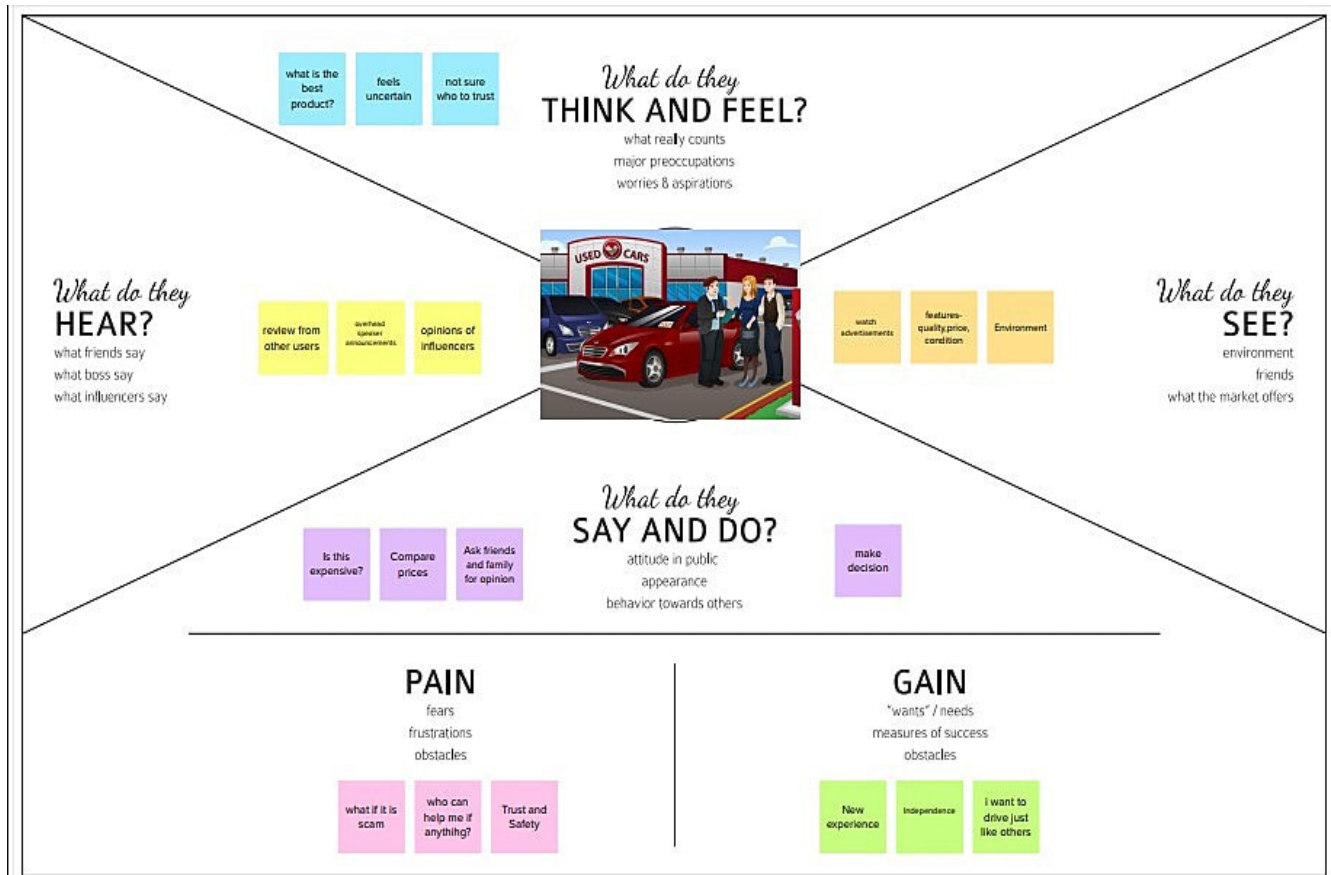 What do they
THINK AND FEEL?
what really counts
major preoccupations
worries & aspirations
what is the
best
product?
feels
uncertain
not sure
who to trust
What do they
HEAR?
what friends say
what boss say
what influencers say
review from
other users
overhead
speaker
announcements
opinions of
influencers
USED CARS
watch
advertisements
features-
quality,price,
condition
Environment
What do they
SEE?
environment
friends
what the market offers
What do they
SAY AND DO?
attitude in public
appearance
behavior towards others
Is this
expensive?
Compare
prices
Ask friends
and family
for opinion
make
decision
PAIN
fears
frustrations
obstacles
what if it is
scam
who can
help me if
anything?
Trust and
Safety
GAIN
"wants" / needs
measures of success
obstacles
New
experience
Independence
i want to
drive just
like others